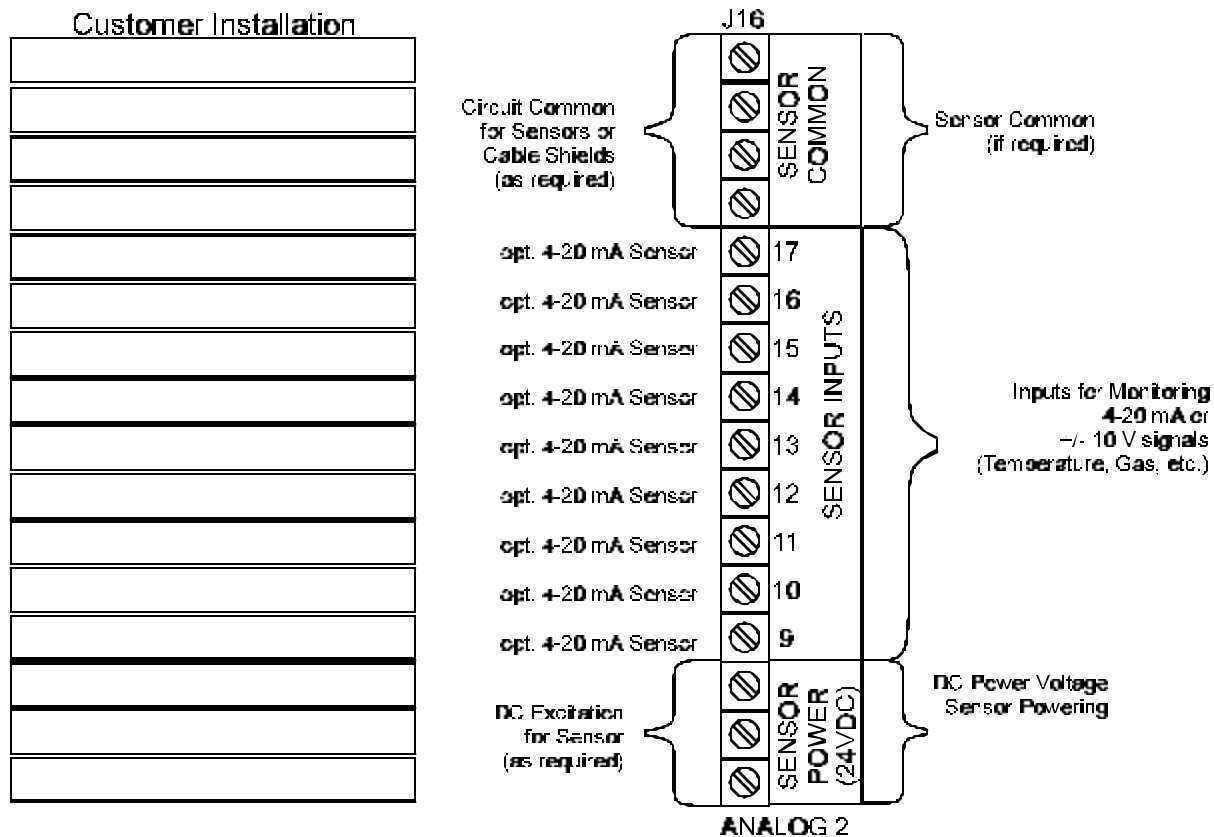 Customer Installation
J16
Circuit Common
for Sensors or
Cable Shields
(as required)
SENSOR
COMMON
Sensor Common
(if required)
opt. 4-20 mA Sensor
17
opt. 4-20 mA Sensor
16
opt. 4-20 mA Sensor
15
opt. 4-20 mA Sensor
14
opt. 4-20 mA Sensor
13
opt. 4-20 mA Sensor
12
opt. 4-20 mA Sensor
11
opt. 4-20 mA Sensor
10
opt. 4-20 mA Sensor
9
SENSOR INPUTS
Inputs for Monitoring
4-20 mA or
+/- 10 V signals
(Temperature, Gas, etc.)
DC Excitation
for Sensor
(as required)
SENSOR
POWER
(24VDC)
DC Power Voltage
Sensor Powering
ANALOG 2